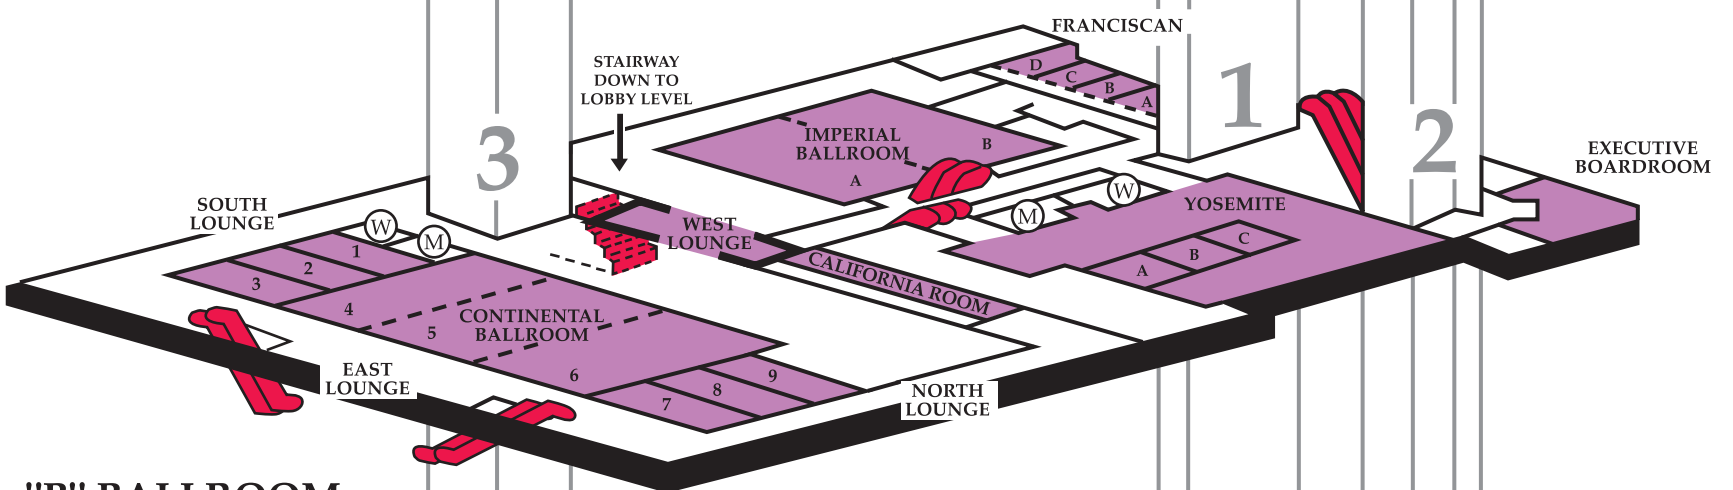 FRANCISCAN
D
C
B
A
1
STAIRWAY
DOWN TO
LOBBY LEVEL
3
2
IMPERIAL
BALLROOM
B
A
EXECUTIVE
BOARDROOM
SOUTH
LOUNGE
W
M
WEST
LOUNGE
W
M
YOSEMITE
A
B
C
CALIFORNIA ROOM
1
2
3
4
5
CONTINENTAL
BALLROOM
6
7
8
9
EAST
LOUNGE
NORTH
LOUNGE
"B" BALLROOM